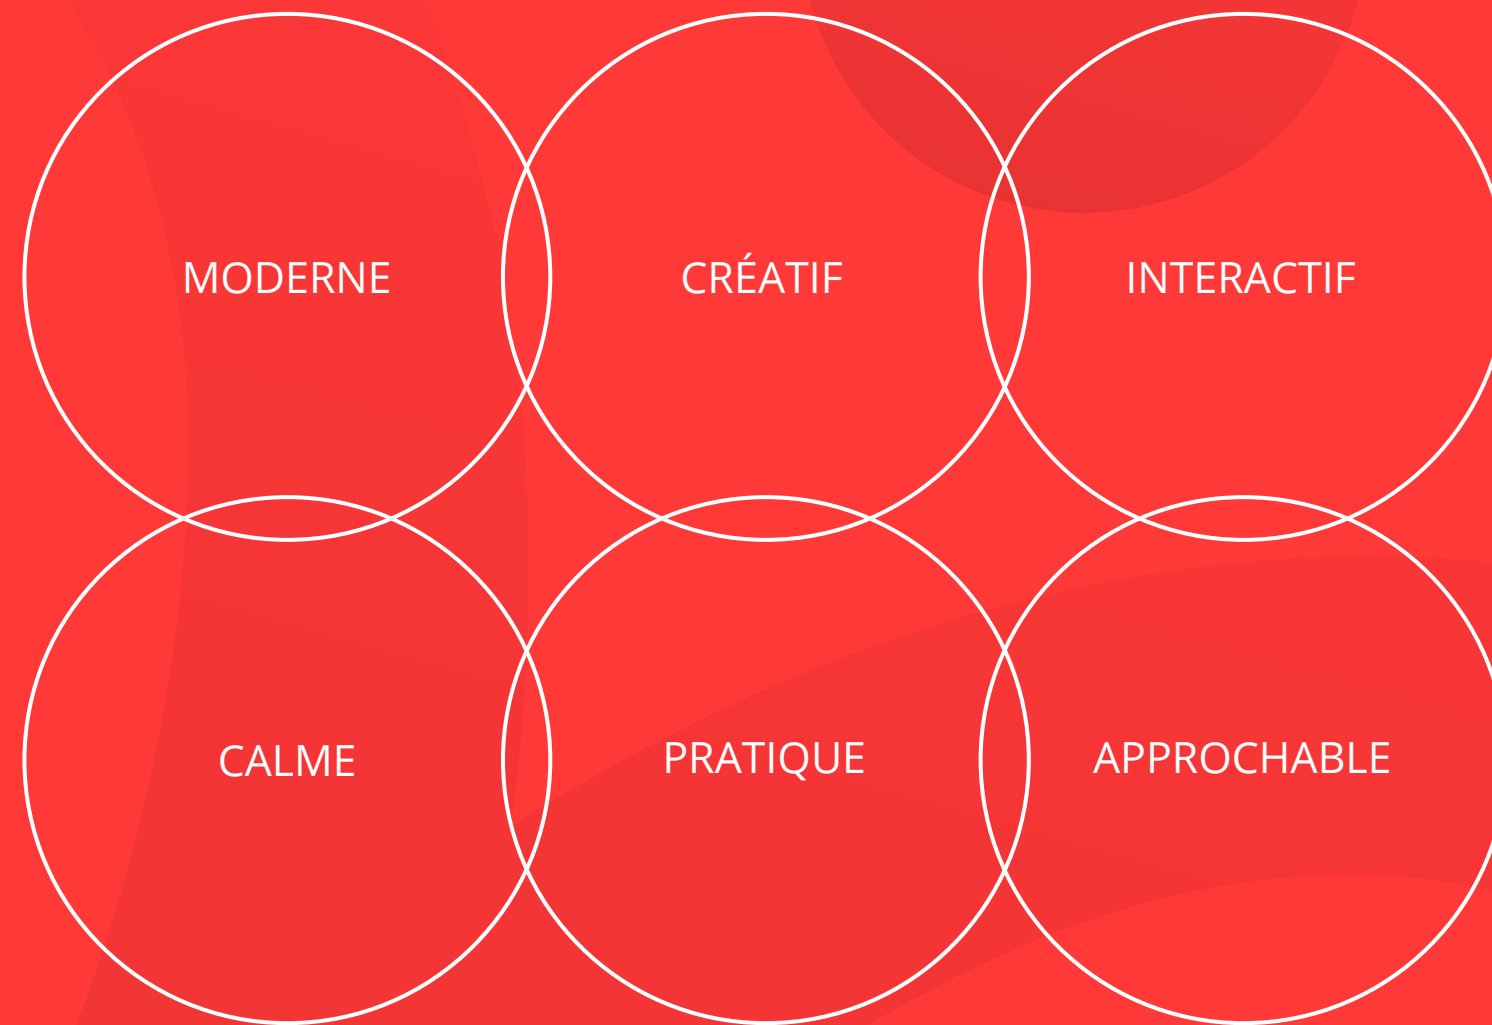 MODERNE
CRÉATIF
INTERACTIF
CALME
PRATIQUE
APPROCHABLE